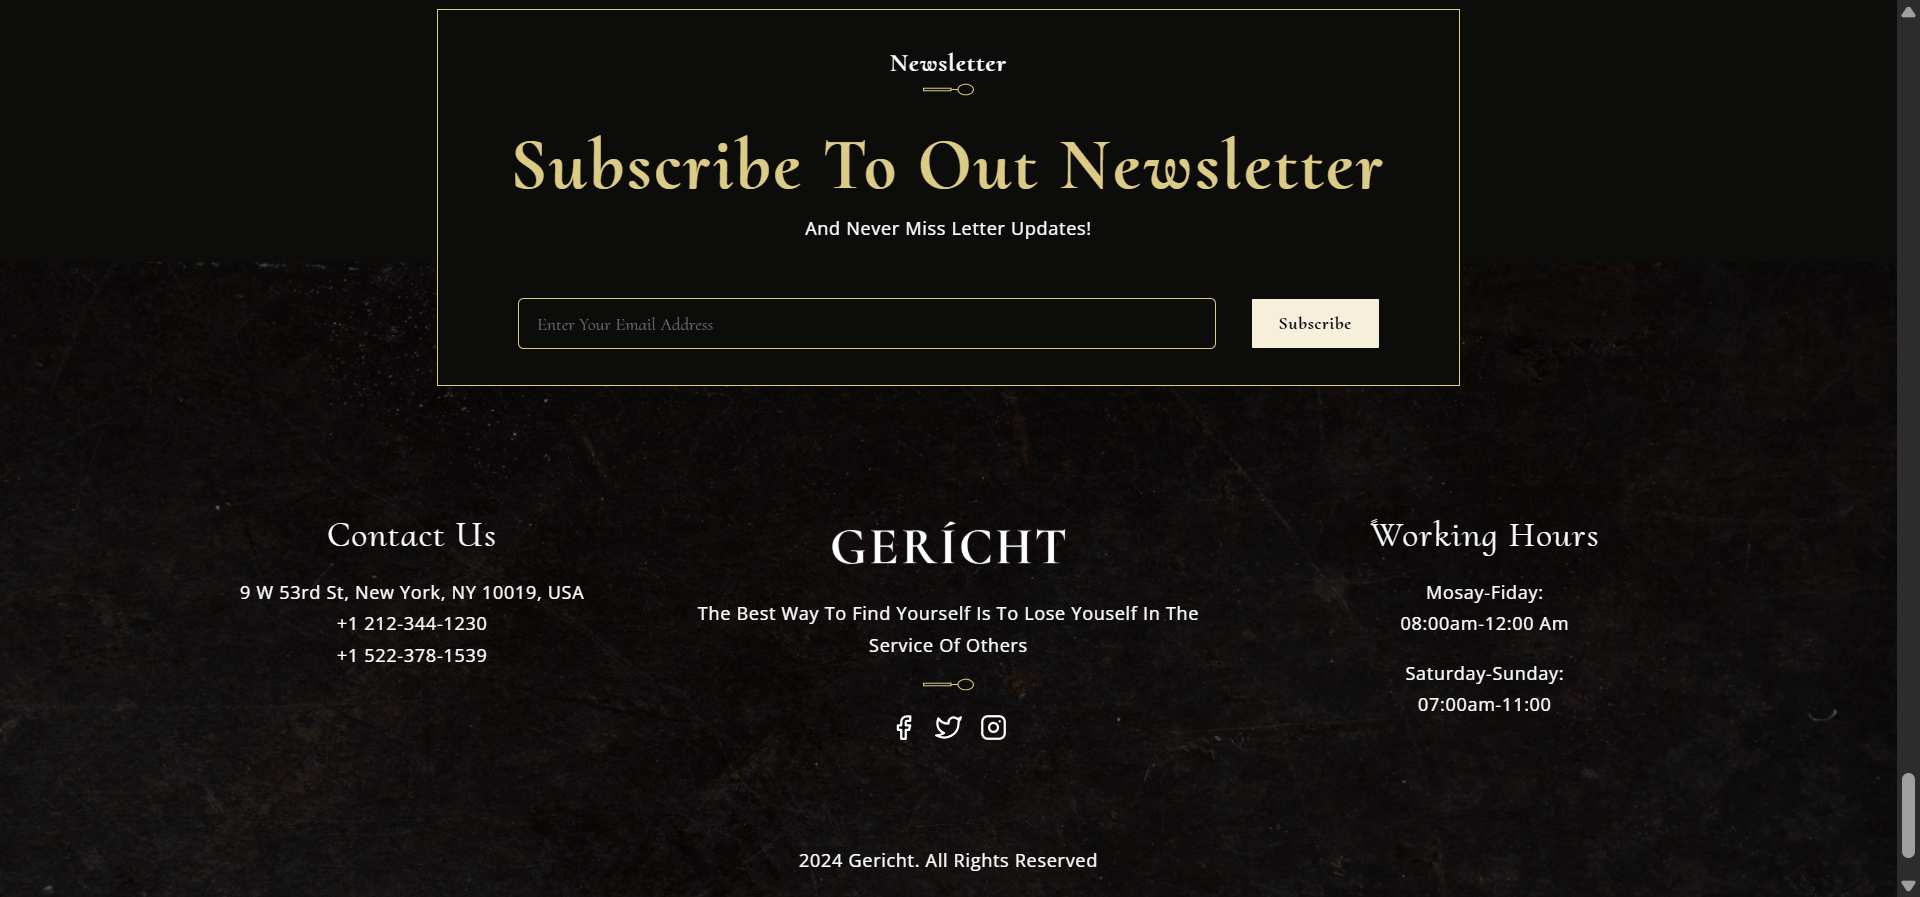 Newsletter
Subscribe To Out Newsletter
And Never Miss Letter Updates!
Enter Your Email Address
Subscribe
Contact Us
9 W 53rd St, New York, NY 10019, USA
+1 212-344-1230
+1 522-378-1539
GERÍCHT
The Best Way To Find Yourself Is To Lose Youself In The
Service Of Others
Working Hours
Mosay-Fiday:
08:00am-12:00 Am
Saturday-Sunday:
07:00am-11:00
2024 Gericht. All Rights Reserved